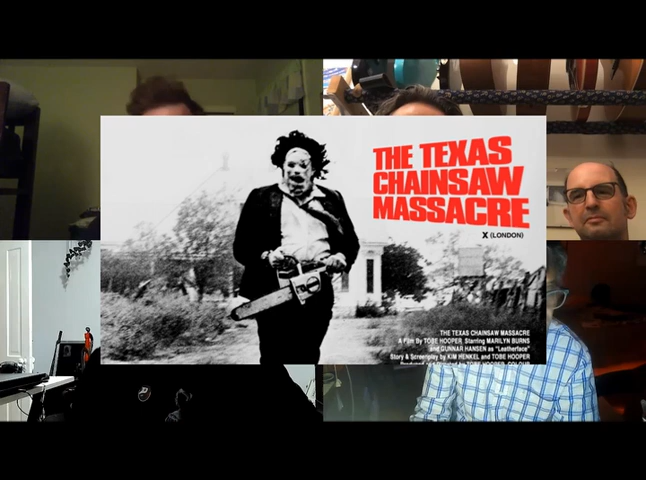 THE TEXAS
CHAINSAW
MASSACRE
X (LONDON)
THE TEXAS CHAINSAW MASSACRE
A Film By TOBE HOOPER Starring MARILYN BURNS
and GUNNAR HANSEN as "Leatherface"
Story & Screenplay by KIM HENKEL and TOBE HOOPER